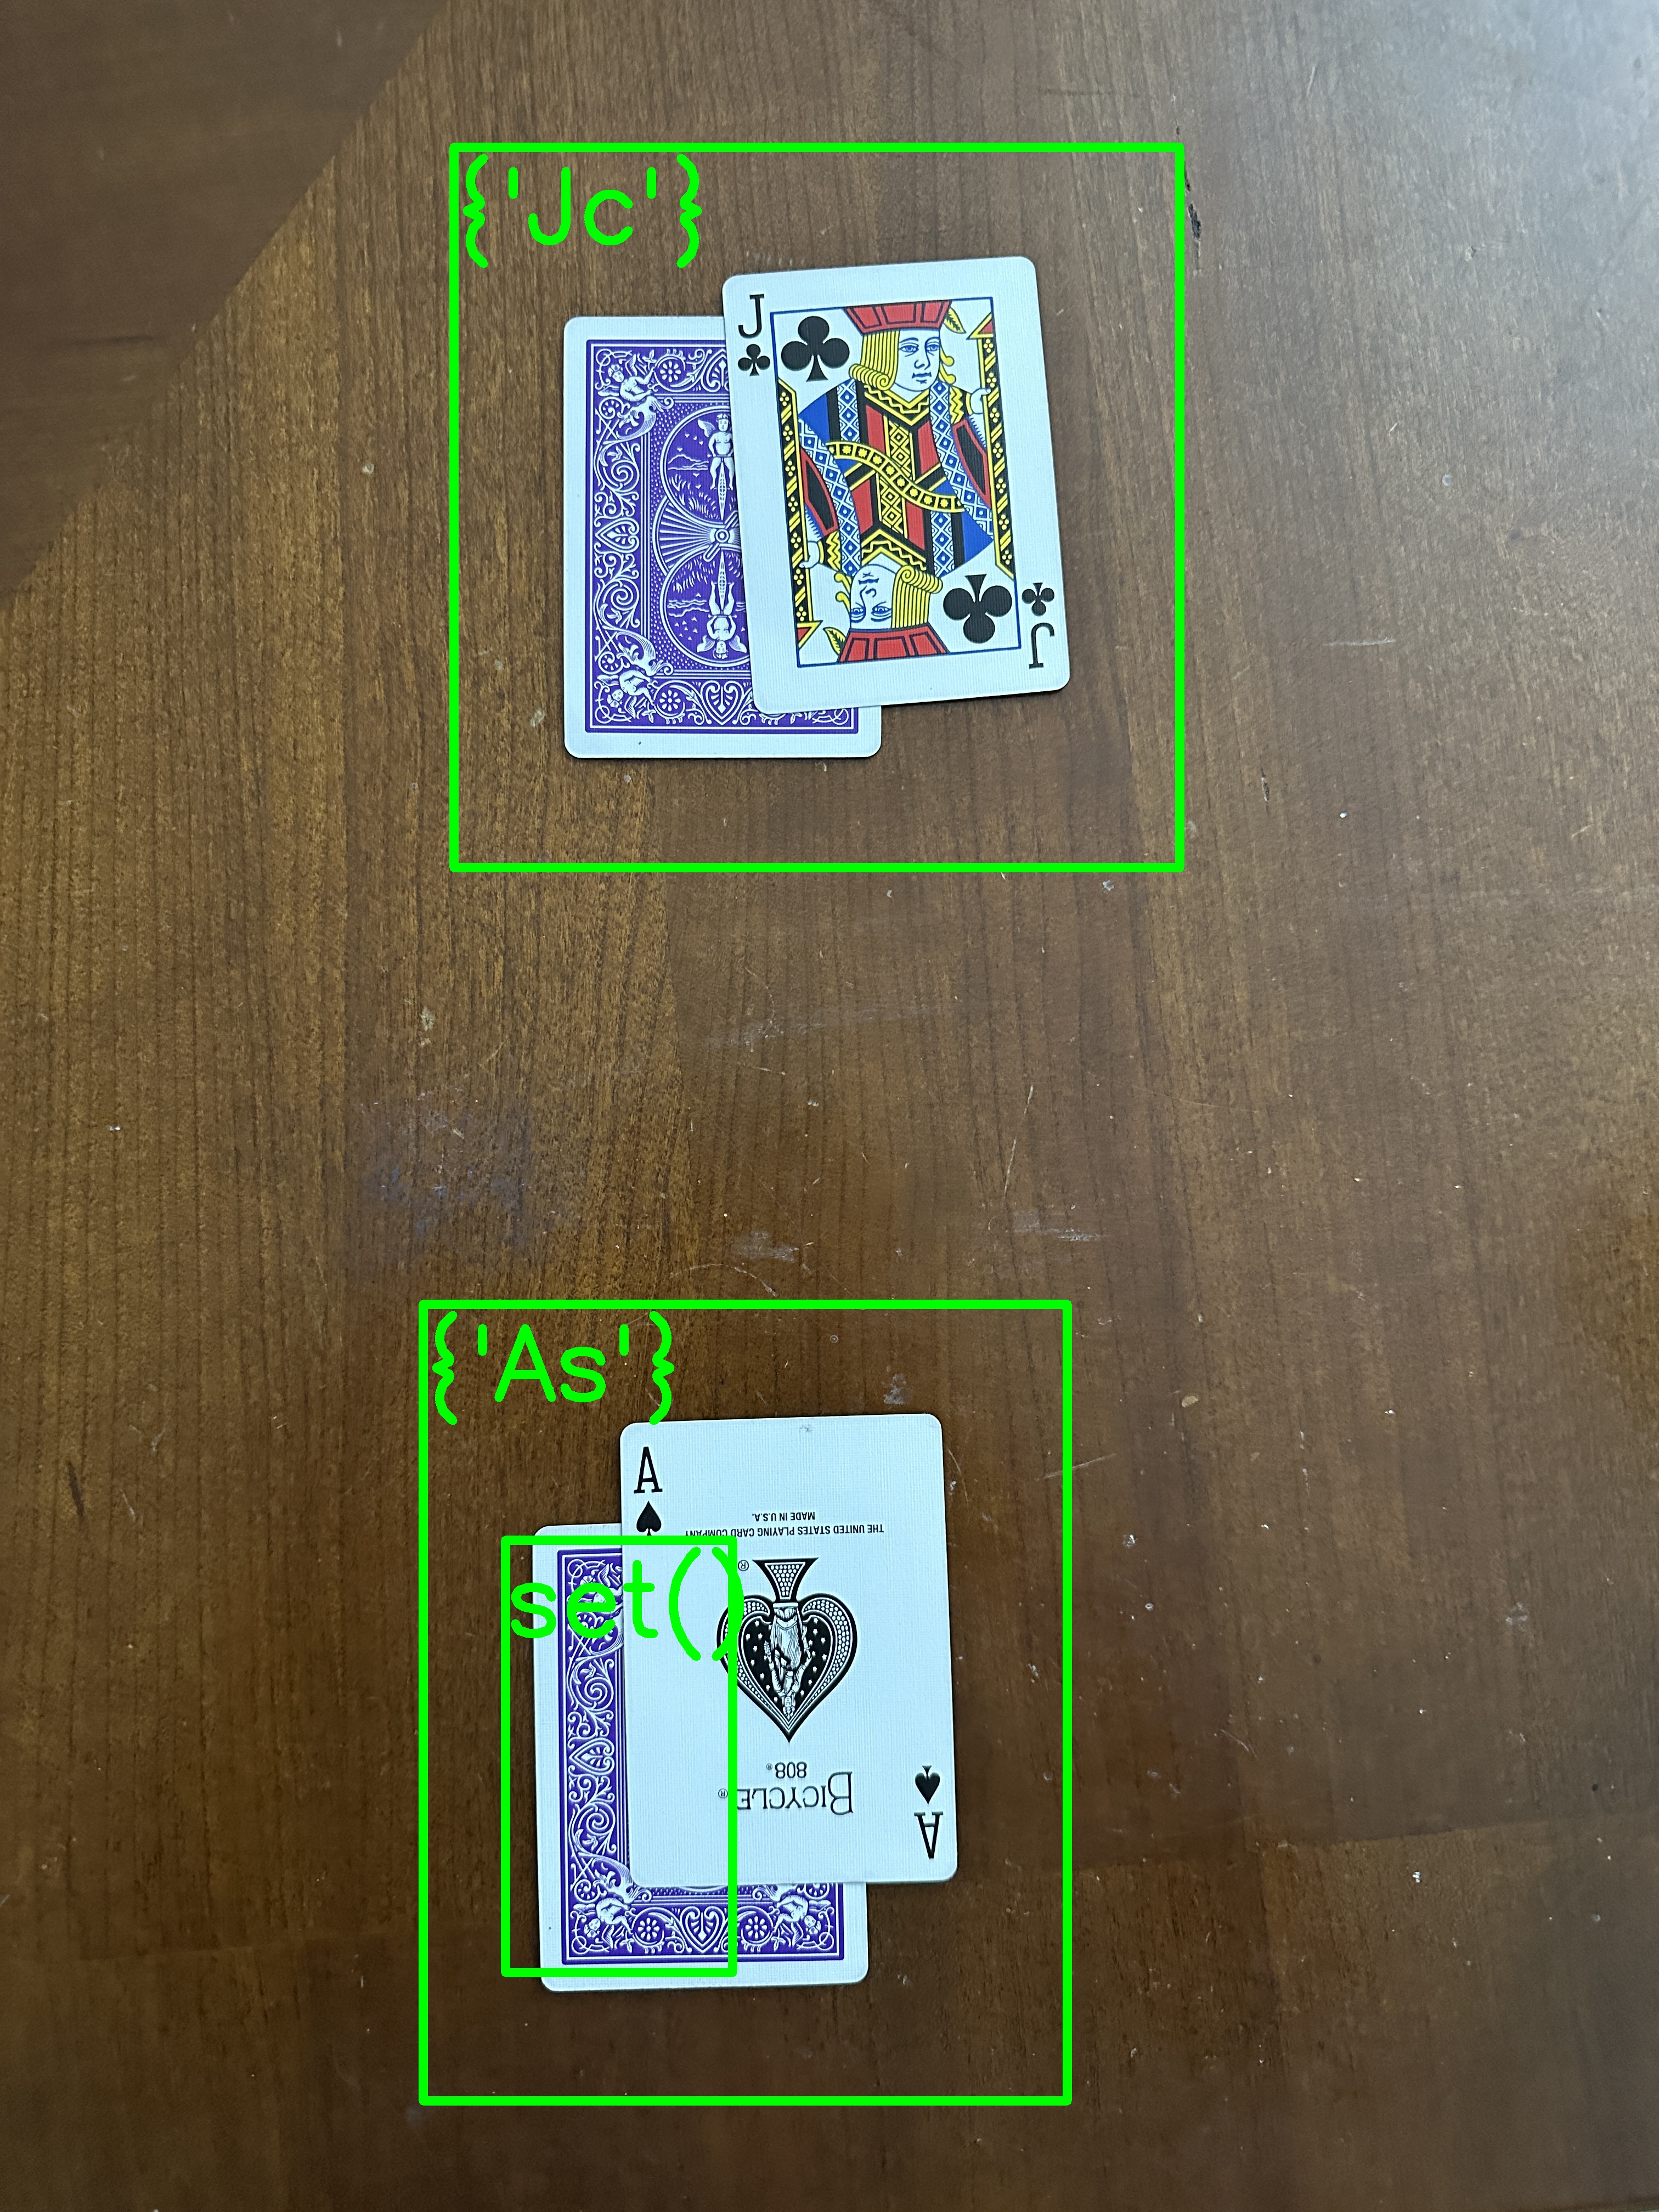 {'Jc'}
J
J
{'As'}
A
THE UNITED STATES PLAYING CARD COMPANY
MADE IN U.S.A.
set()
®
808®
BICYCLE®
A